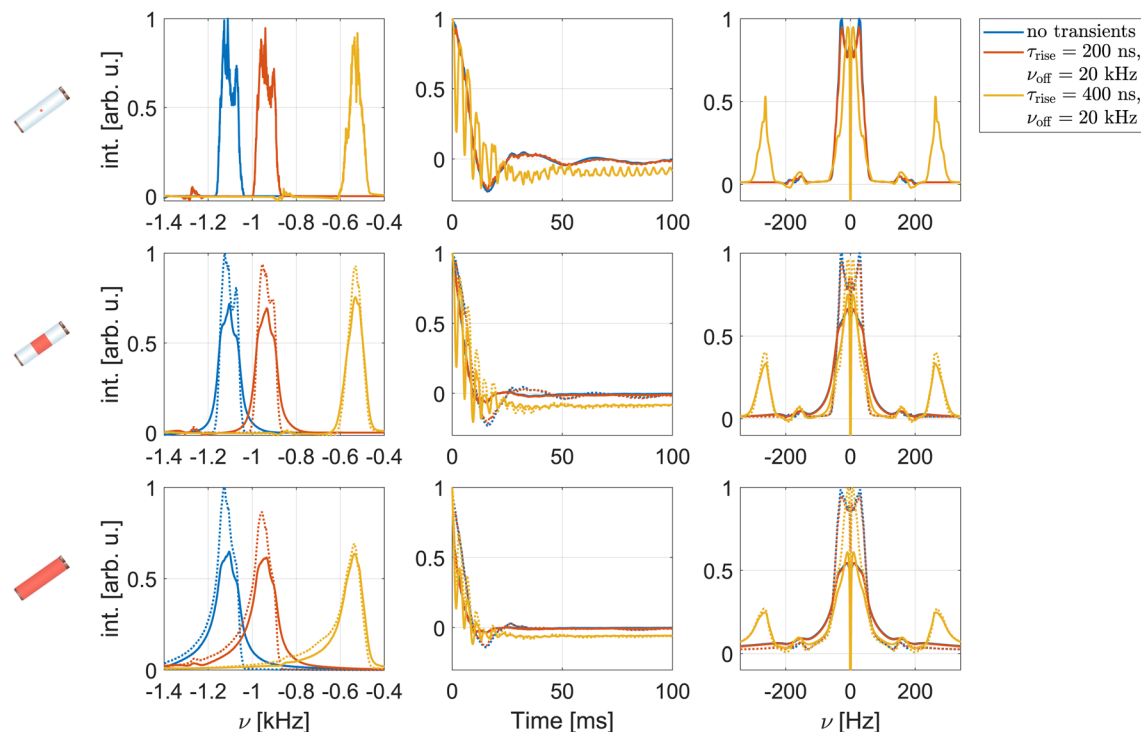 int. [arb. u.]
1
0.5
0
-1.4 -1.2 -1 -0.8 -0.6 -0.4
1
0.5
0
0 50 100
1
0.5
0
-200 0 200
no transients
τrise = 200 ns,
νoff = 20 kHz
τrise = 400 ns,
νoff = 20 kHz
int. [arb. u.]
1
0.5
0
-1.4 -1.2 -1 -0.8 -0.6 -0.4
1
0.5
0
0 50 100
1
0.5
0
-200 0 200
int. [arb. u.]
1
0.5
0
-1.4 -1.2 -1 -0.8 -0.6 -0.4
ν [kHz]
1
0.5
0
0 50 100
Time [ms]
1
0.5
0
-200 0 200
ν [Hz]